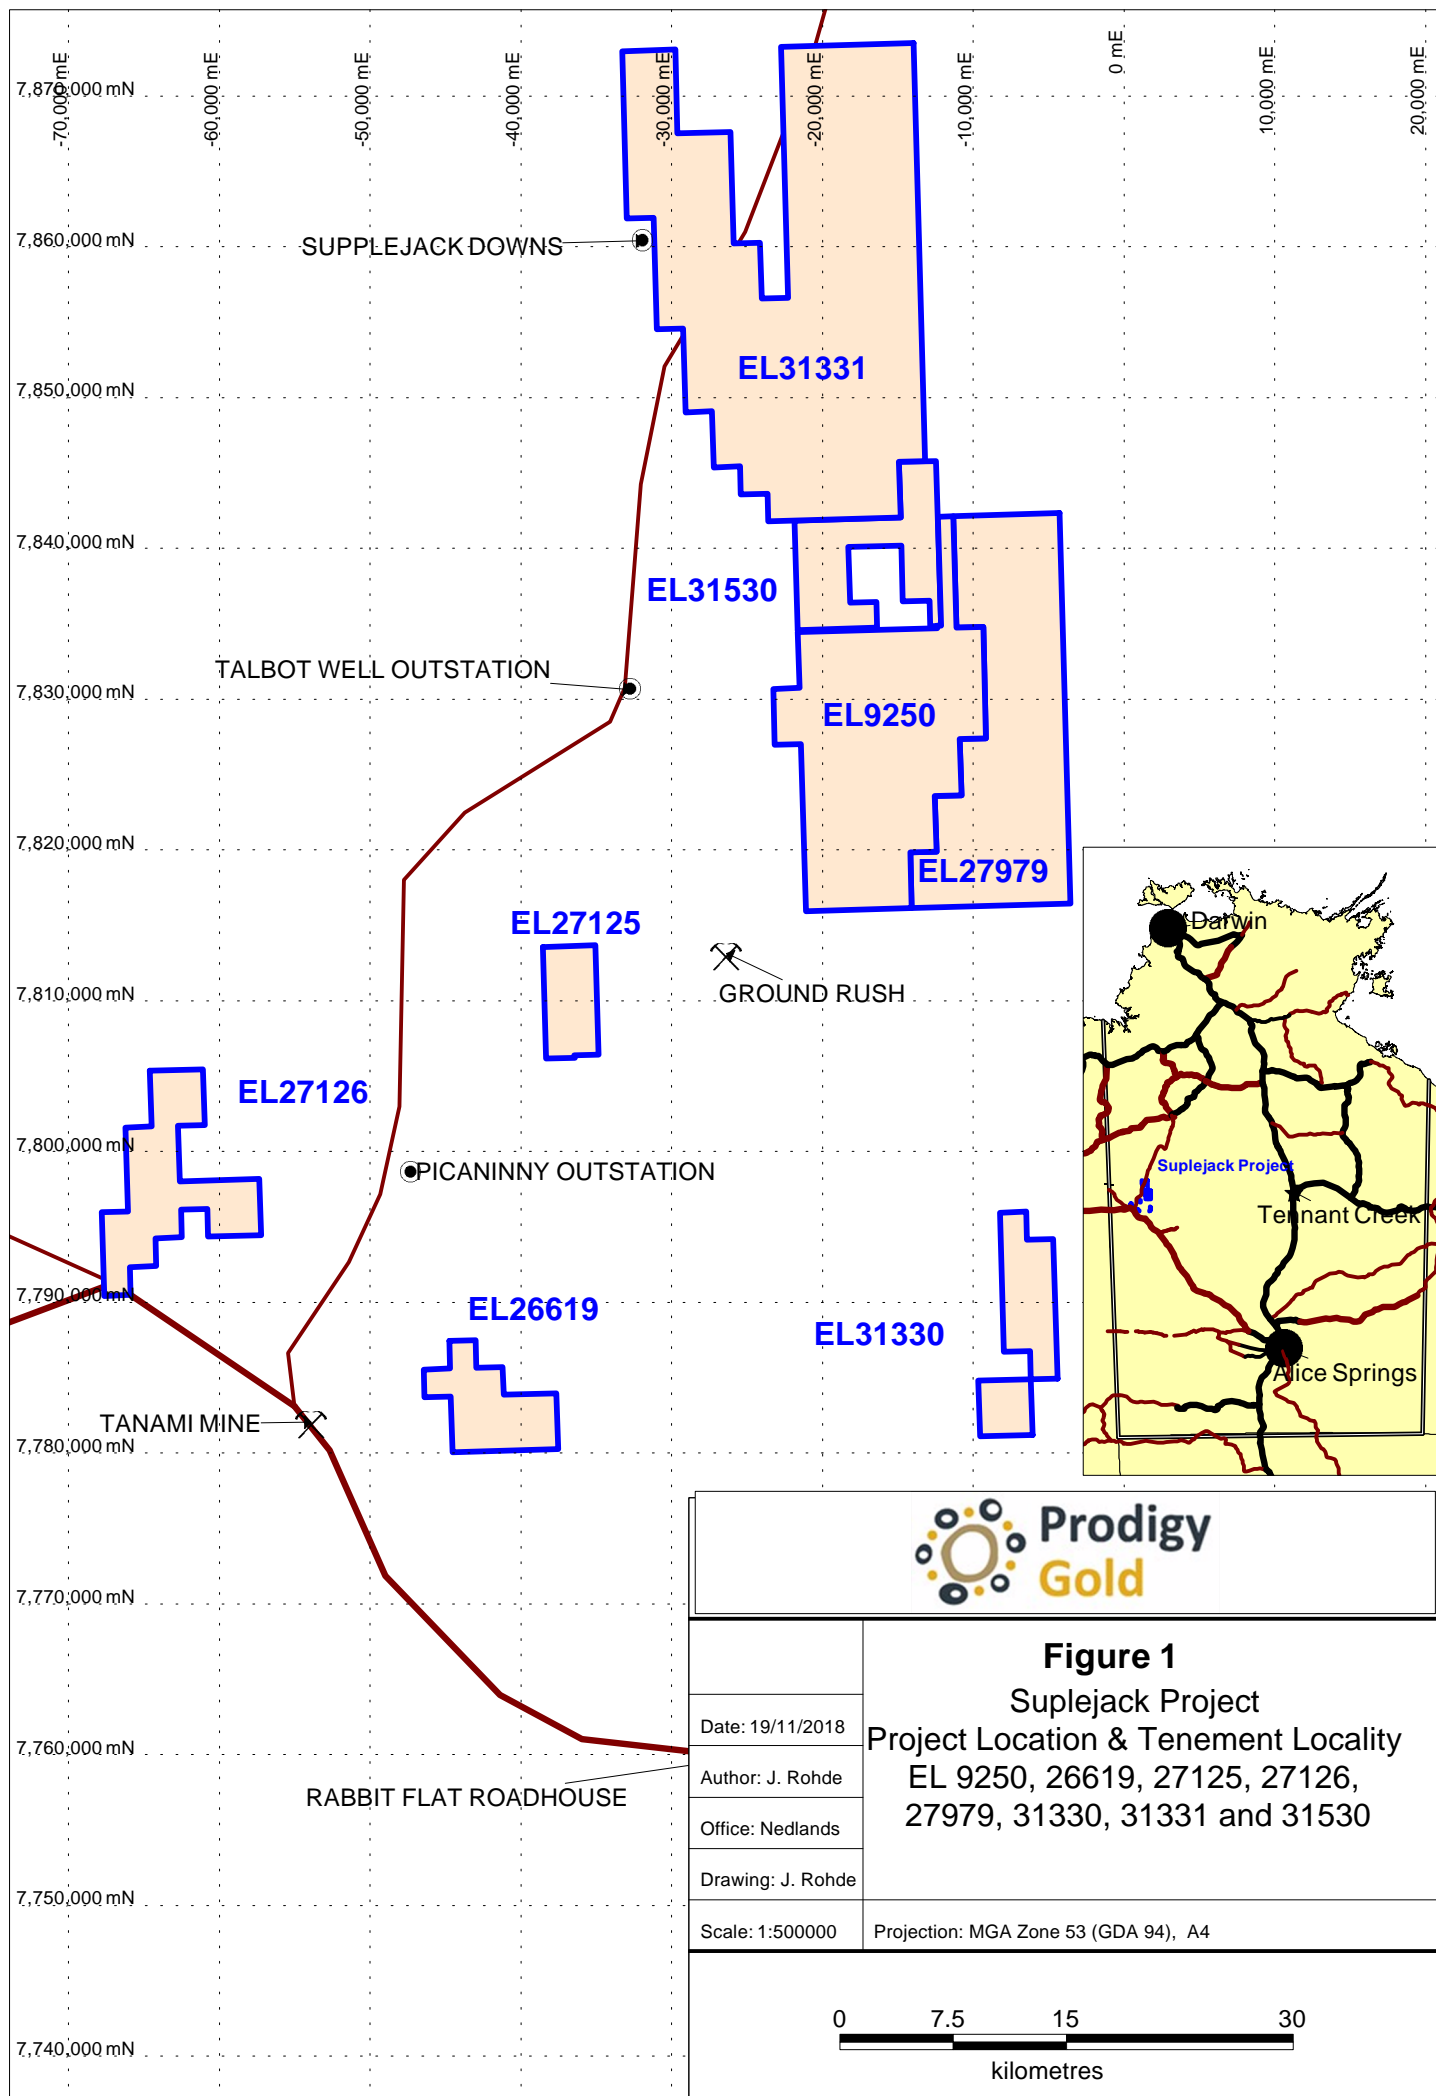 -70,000 mE
-60,000 mE
-50,000 mE
-40,000 mE
-30,000 mE
-20,000 mE
-10,000 mE
0 mE
10,000 mE
20,000 mE
7,870,000 mN
7,860,000 mN
SUPPLEJACK DOWNS
EL31331
7,850,000 mN
7,840,000 mN
EL31530
TALBOT WELL OUTSTATION
7,830,000 mN
EL9250
7,820,000 mN
EL27979
EL27125
7,810,000 mN
GROUND RUSH
EL27126
7,800,000 mN
PICANINNY OUTSTATION
7,790,000 mN
EL26619
EL31330
TANAMI MINE
7,780,000 mN
7,770,000 mN
7,760,000 mN
RABBIT FLAT ROADHOUSE
7,750,000 mN
7,740,000 mN
Darwin
Suplejack Project
Tennant Creek
Alice Springs
Prodigy
Gold
Figure 1
Suplejack Project
Project Location & Tenement Locality
EL 9250, 26619, 27125, 27126,
27979, 31330, 31331 and 31530
Date: 19/11/2018
Author: J. Rohde
Office: Nedlands
Drawing: J. Rohde
Scale: 1:500000
Projection: MGA Zone 53 (GDA 94), A4
0 7.5 15 30
kilometres